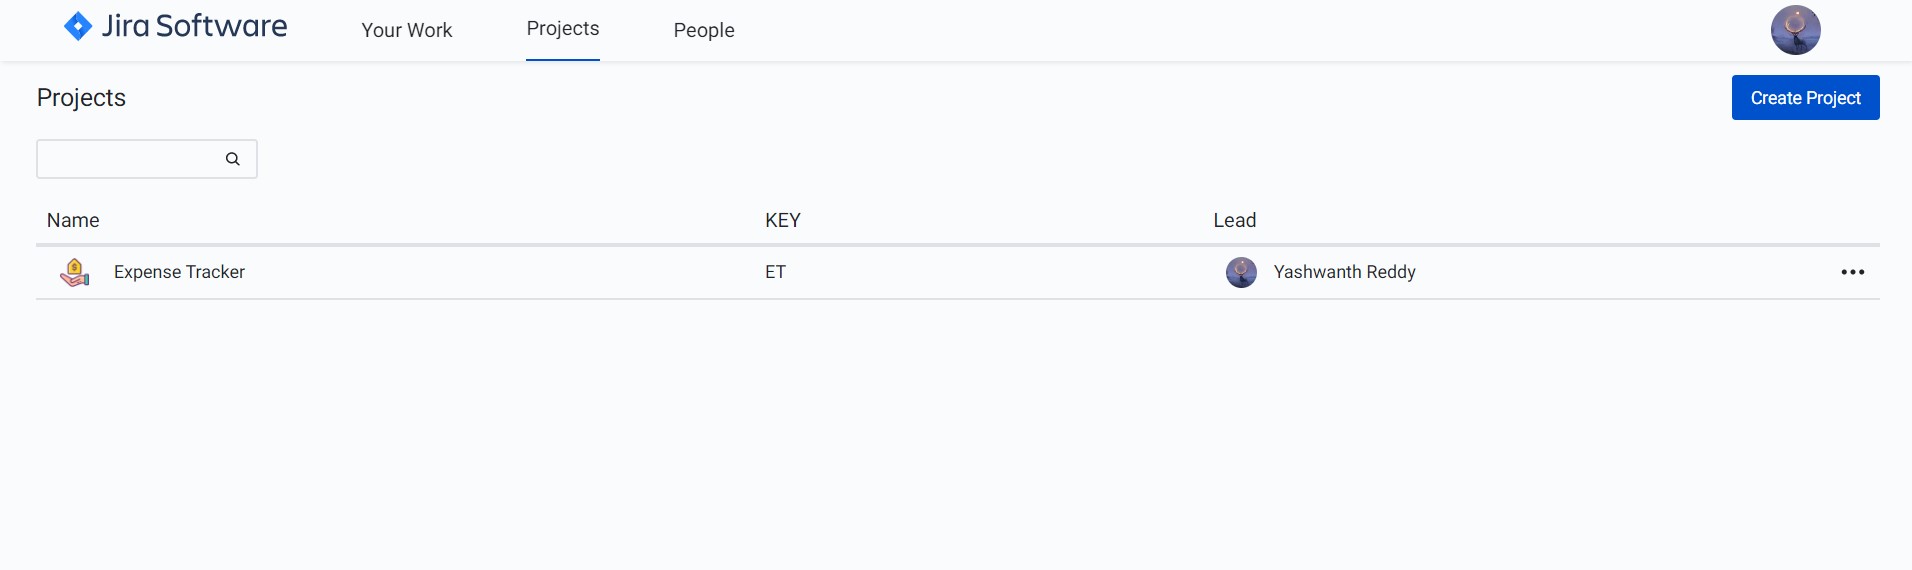 Jira Software Your Work Projects People
Projects Create Project
Name KEY Lead
Expense Tracker ET Yashwanth Reddy